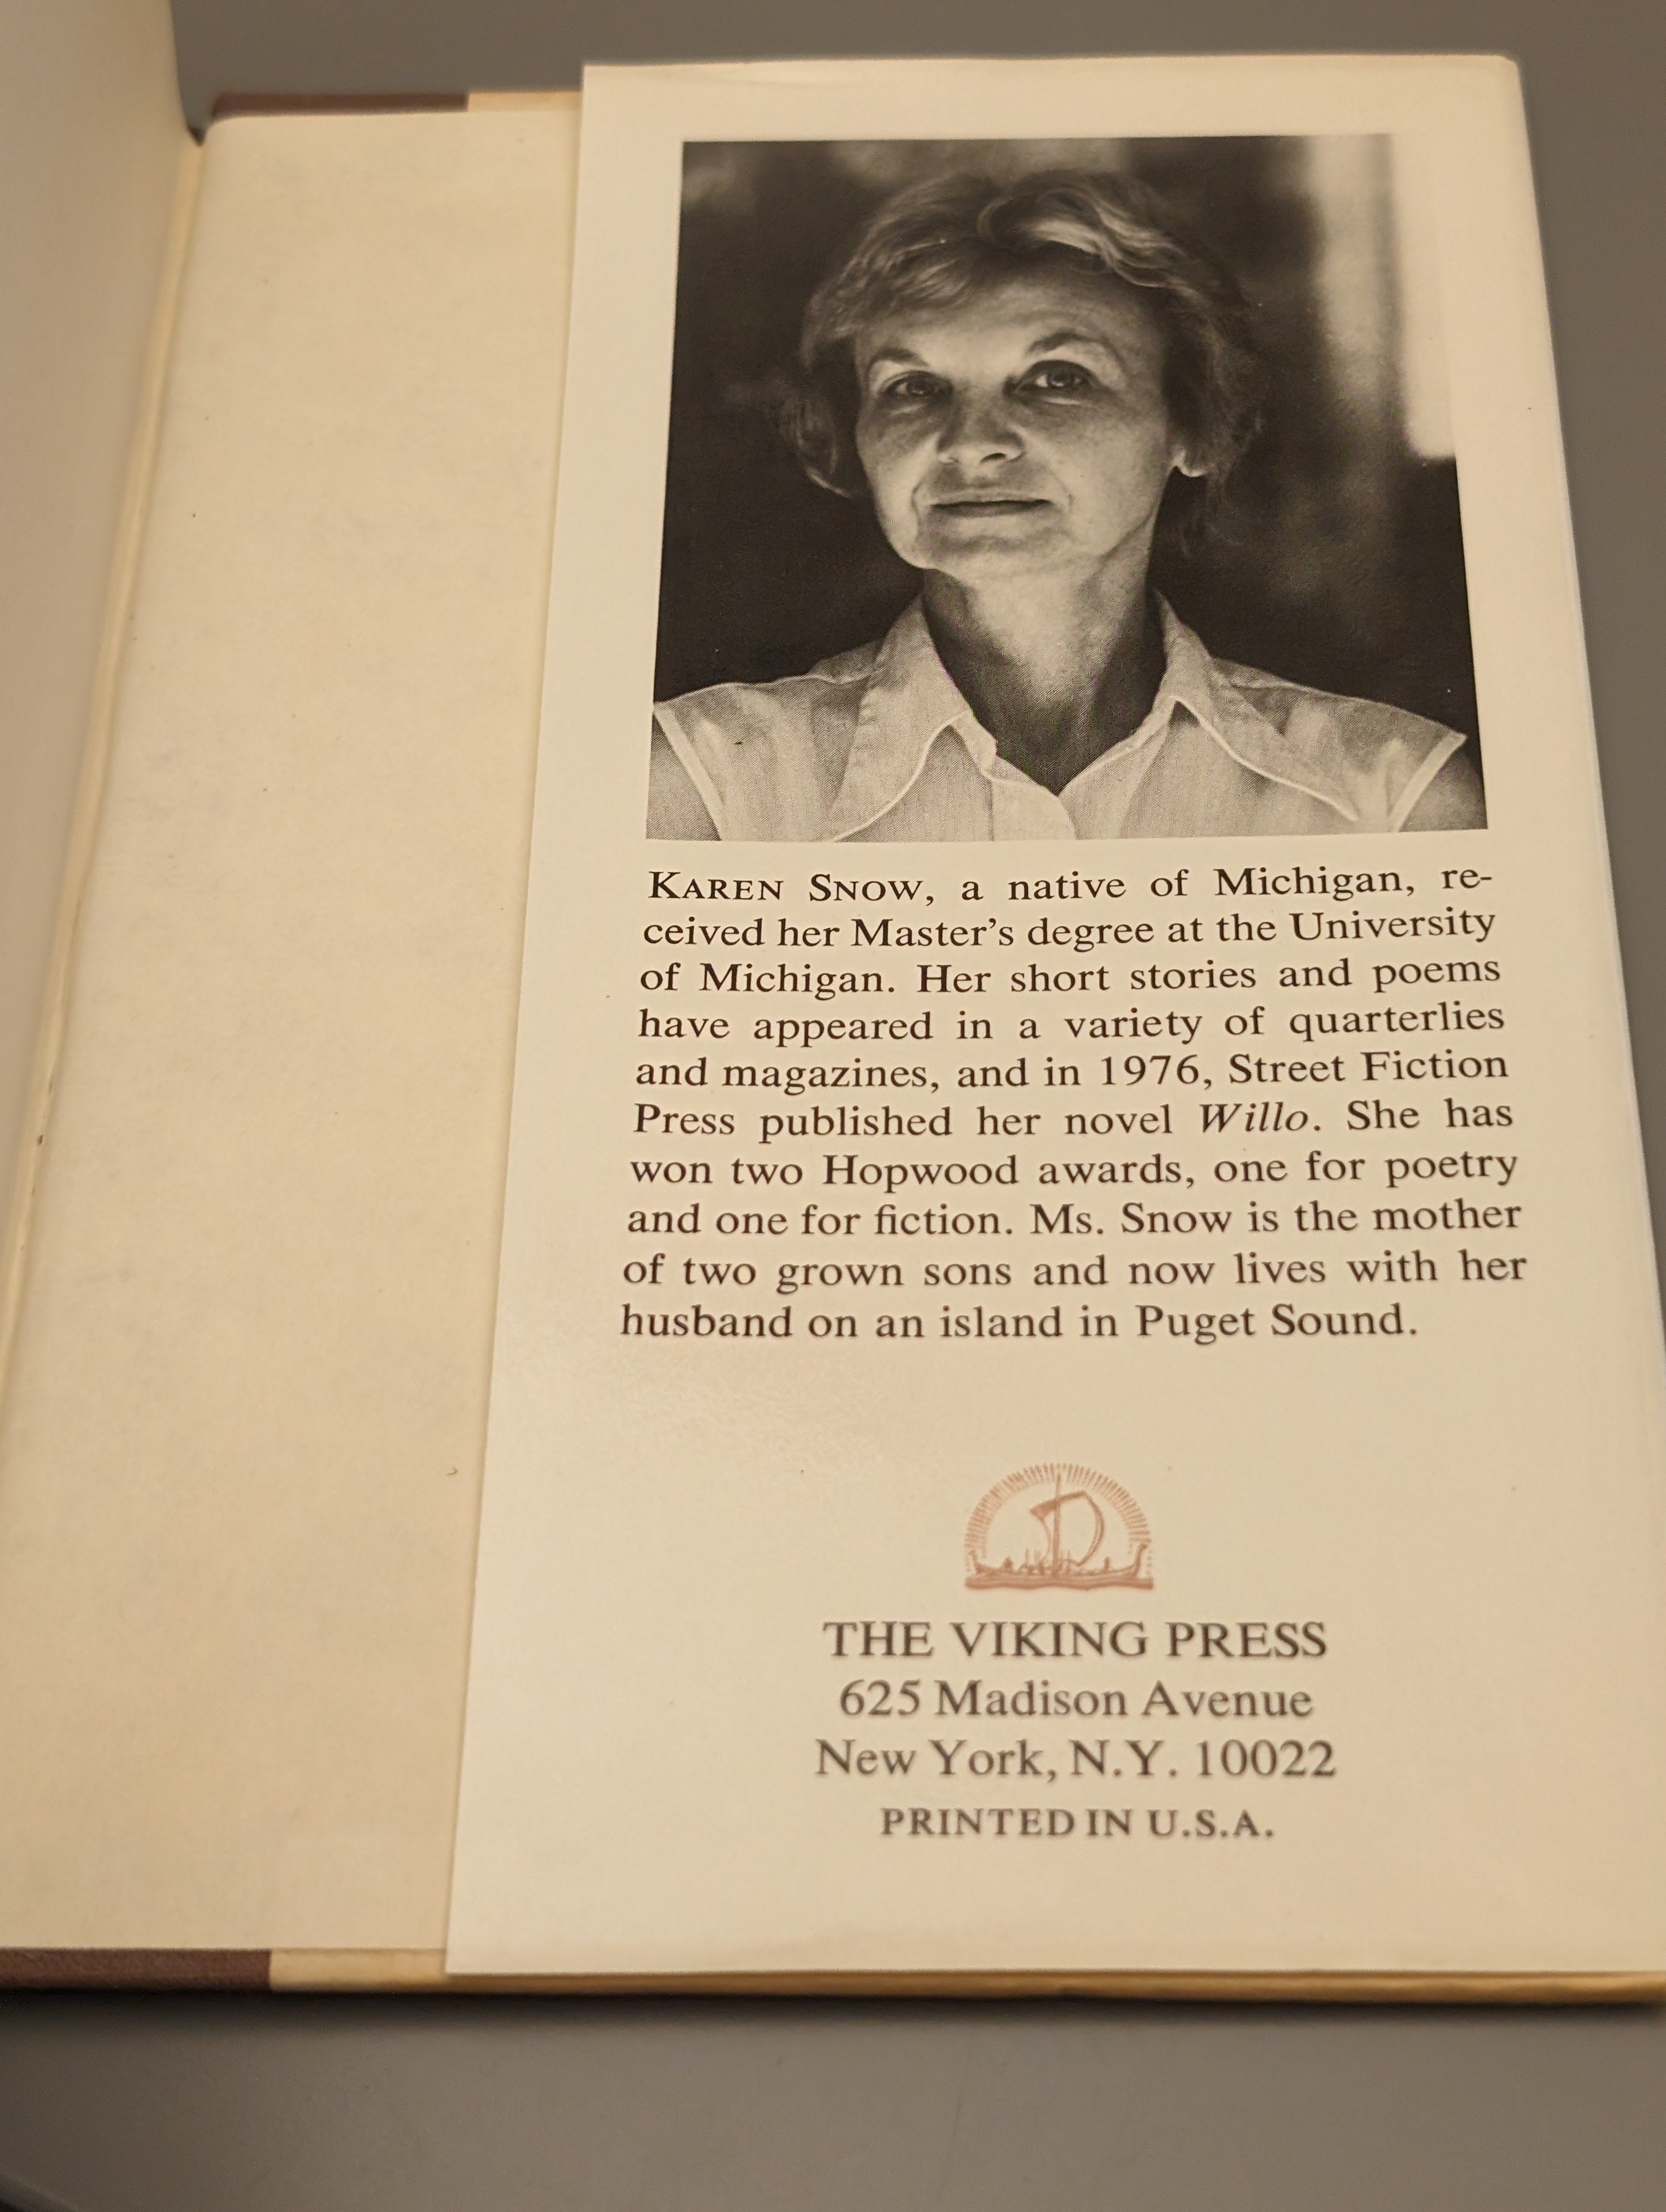 KAREN SNOW, a native of Michigan, re-
ceived her Master's degree at the University
of Michigan. Her short stories and poems
have appeared in a variety of quarterlies
and magazines, and in 1976, Street Fiction
Press published her novel Willo. She has
won two Hopwood awards, one for poetry
and one for fiction. Ms. Snow is the mother
of two grown sons and now lives with her
husband on an island in Puget Sound.
THE VIKING PRESS
625 Madison Avenue
New York, N.Y. 10022
PRINTED IN U.S.A.